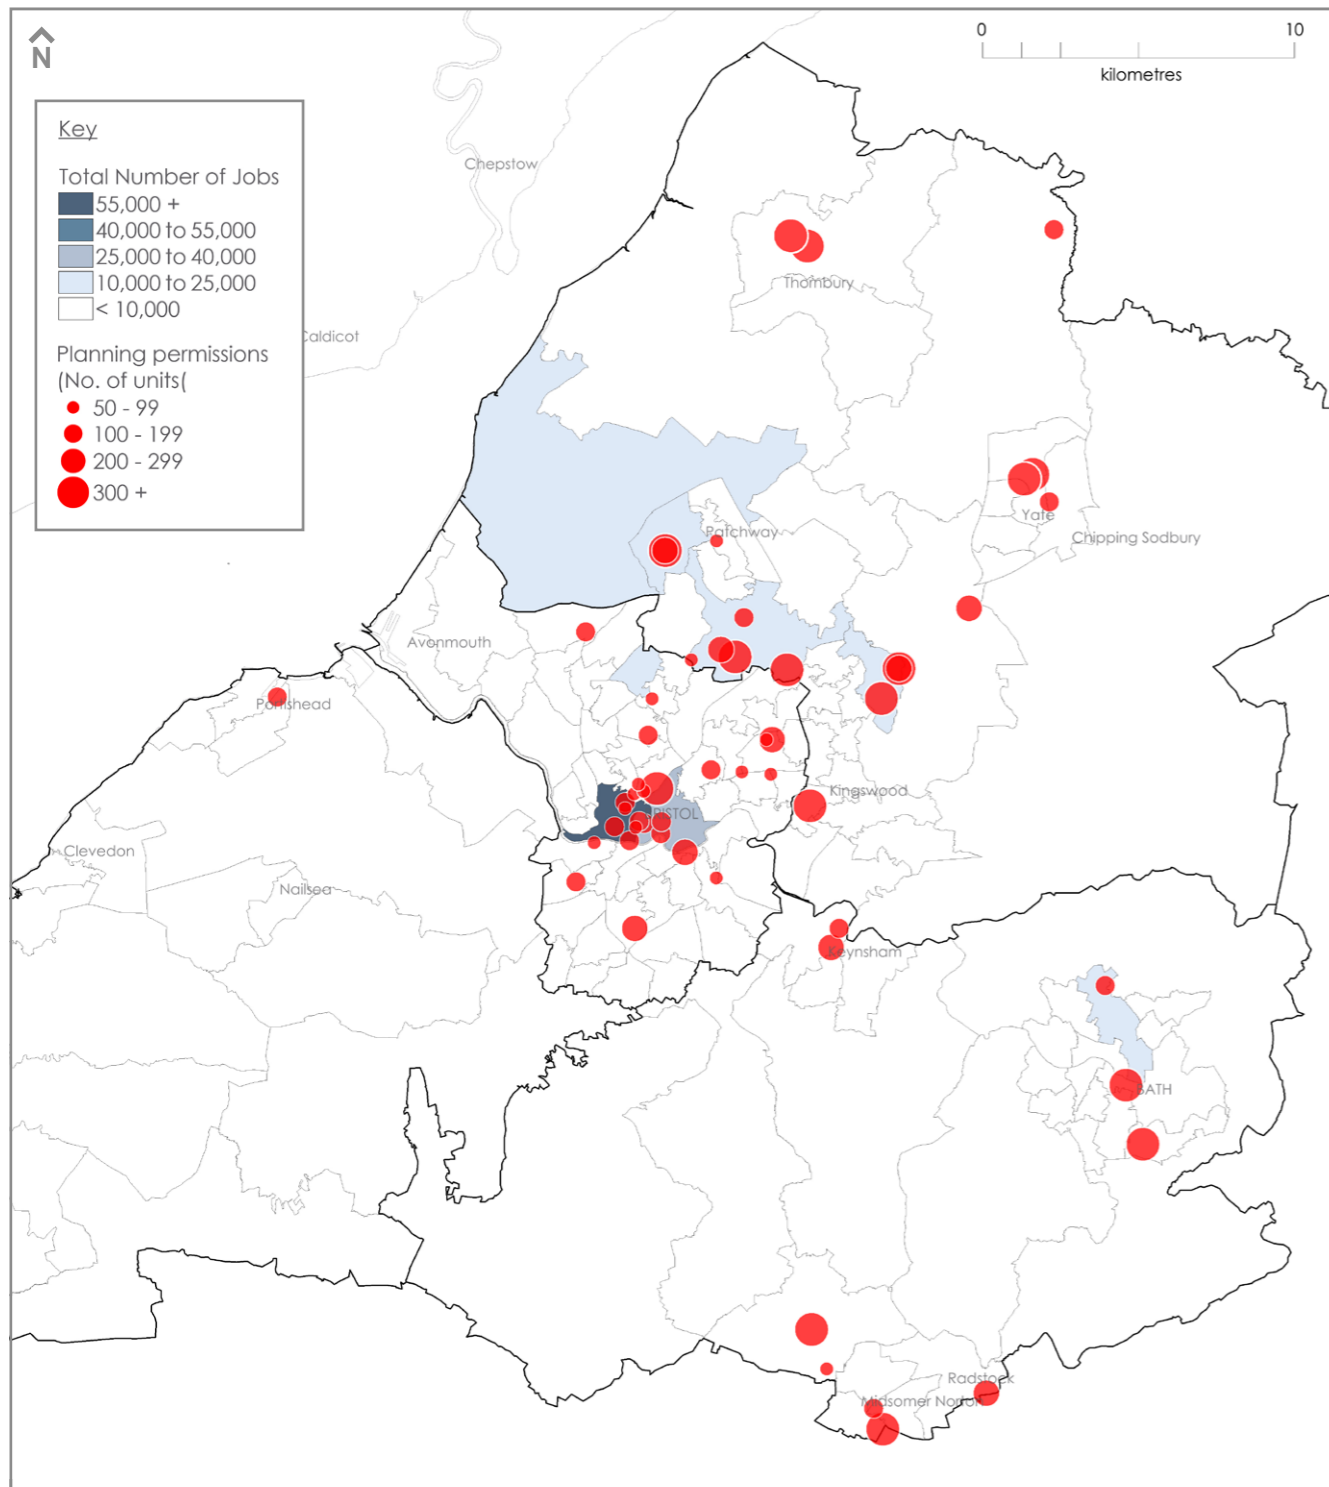 N
0
10
kilometres
Key
Total Number of Jobs
55,000 +
40,000 to 55,000
25,000 to 40,000
10,000 to 25,000
< 10,000
Planning permissions
(No. of units(
50 - 99
100 - 199
200 - 299
300 +
Chepstow
Caldicot
Thornbury
Yate
Chipping Sodbury
Patchway
Avonmouth
Portishead
Kingswood
BRISTOL
Clevedon
Nailsea
Keynsham
BATH
Radstock
Midsomer Norton